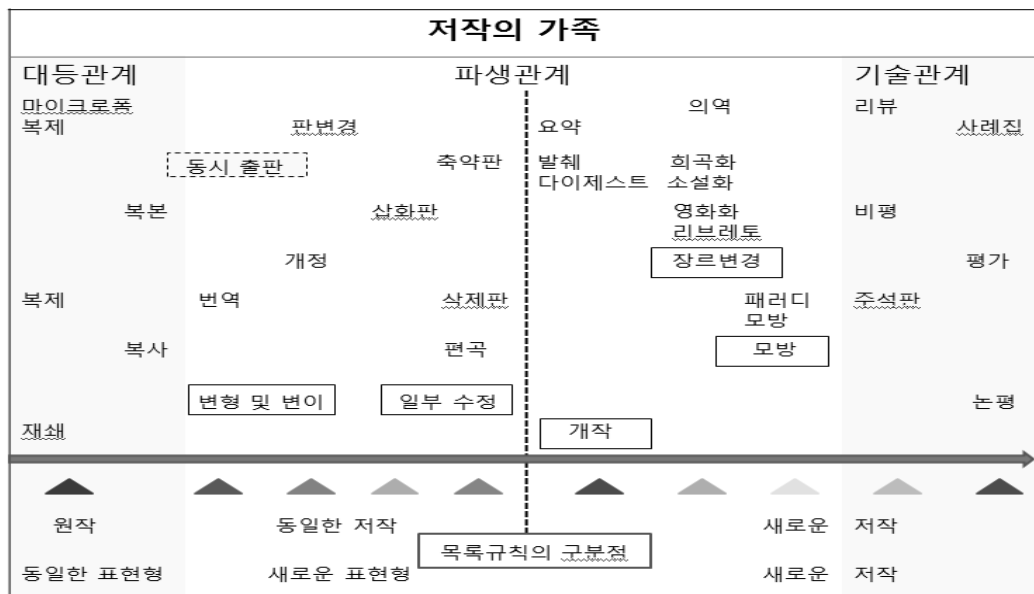 저작의 가족
대등관계 파생관계 기술관계
마이크로폼 의역 리뷰
복제 판변경 요약 사례집
동시 출판 축약판 발췌 희곡화
다이제스트 소설화
복본 삽화판 영화화 비평
리브레토
개정 장르변경 평가
복제 번역 삭제판 패러디 주석판
모방
복사 편곡 모방
변형 및 변이 일부 수정 논평
재쇄 개작
원작 동일한 저작 새로운 저작
목록규칙의 구분점
동일한 표현형 새로운 표현형 새로운 저작